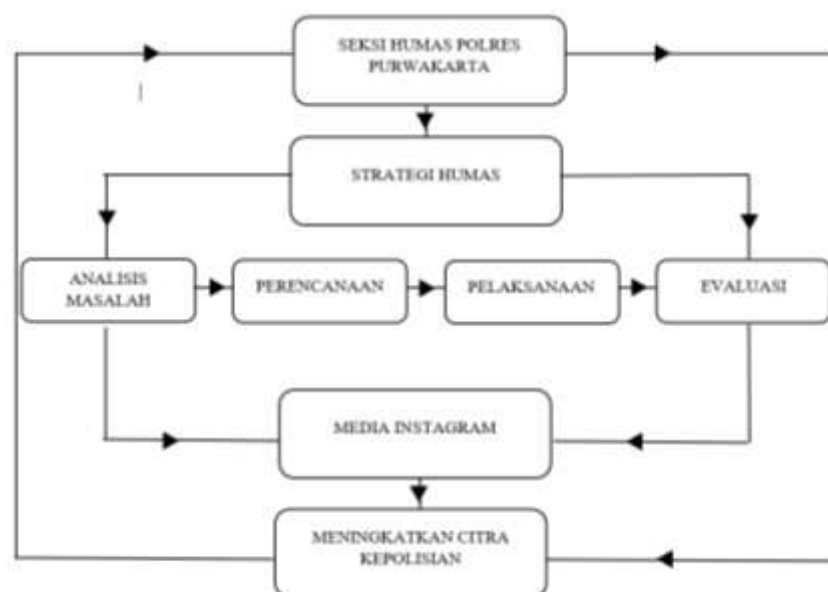 SEKSI HUMAS POLRES
PURWAKARTA
STRATEGI HUMAS
ANALISIS
MASALAH
PERENCANAAN
PELAKSANAAN
EVALUASI
MEDIA INSTAGRAM
MENINGKATKAN CITRA
KEPOLISIAN